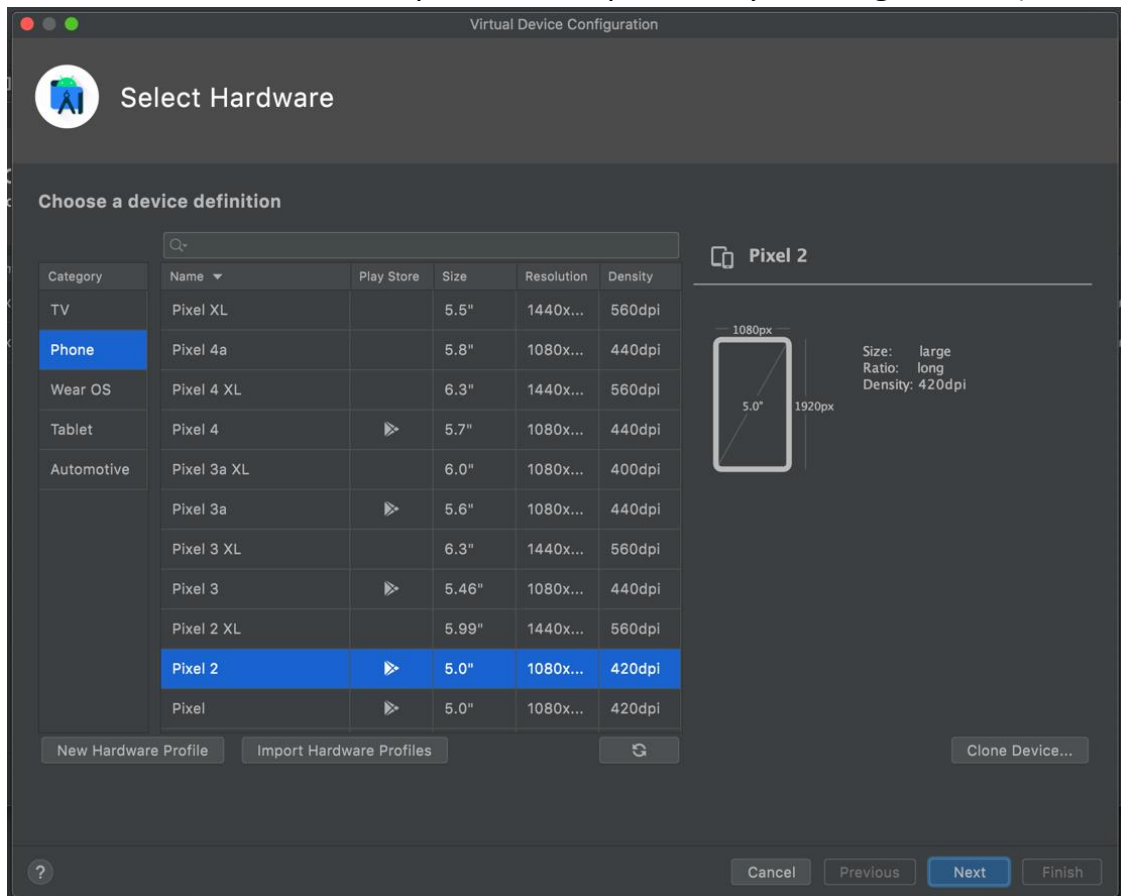 Virtual Device Configuration
Select Hardware
Choose a device definition
Category Name Play Store Size Resolution Density
TV
Phone
Wear OS
Tablet
Automotive
Pixel XL 5.5" 1440x... 560dpi
Pixel 4a 5.8" 1080x... 440dpi
Pixel 4 XL 6.3" 1440x... 560dpi
Pixel 4 5.7" 1080x... 440dpi
Pixel 3a XL 6.0" 1080x... 400dpi
Pixel 3a 5.6" 1080x... 440dpi
Pixel 3 XL 6.3" 1440x... 560dpi
Pixel 3 5.46" 1080x... 440dpi
Pixel 2 XL 5.99" 1440x... 560dpi
Pixel 2 5.0" 1080x... 420dpi
Pixel 5.0" 1080x... 420dpi
New Hardware Profile Import Hardware Profiles
Pixel 2
1080px
5.0"
1920px
Size: large
Ratio: long
Density: 420dpi
Clone Device...
? Cancel Previous Next Finish